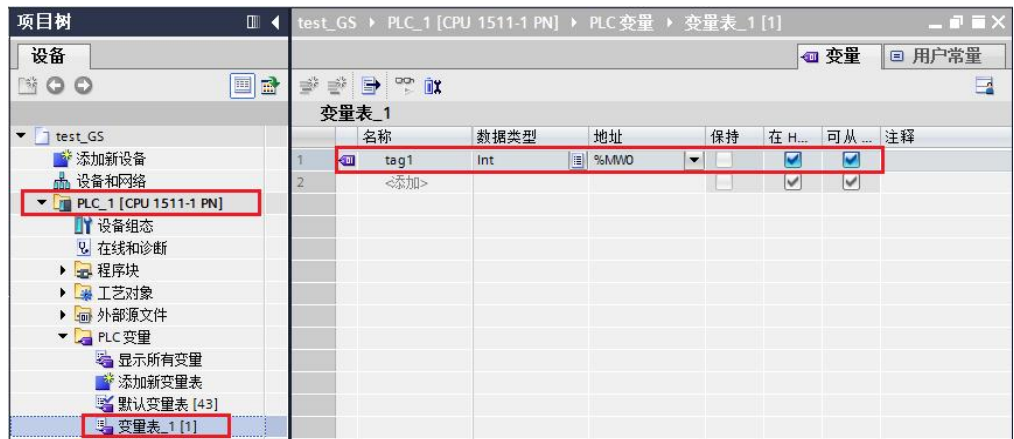 项目树
test_GS ▸ PLC_1 [CPU 1511-1 PN] ▸ PLC 变量 ▸ 变量表_1 [1]
设备
变量
用户常量
变量表_1
名称 数据类型 地址 保持 在 H... 可从 ... 注释
1 tag1 Int %MW0
2 <添加>
test_GS
添加新设备
设备和网络
PLC_1 [CPU 1511-1 PN]
设备组态
在线和诊断
程序块
工艺对象
外部源文件
PLC 变量
显示所有变量
添加新变量表
默认变量表 [43]
变量表_1 [1]